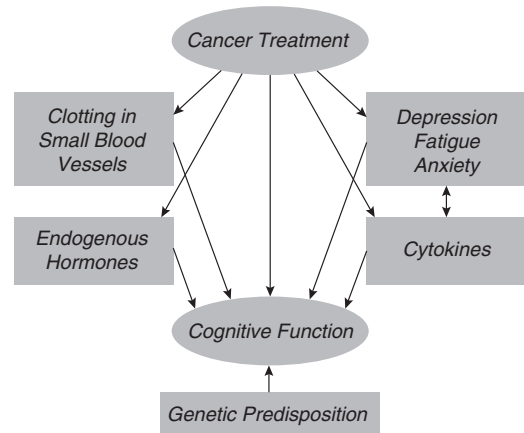 Cancer Treatment
Clotting in
Small Blood
Vessels
Depression
Fatigue
Anxiety
Endogenous
Hormones
Cytokines
Cognitive Function
Genetic Predisposition